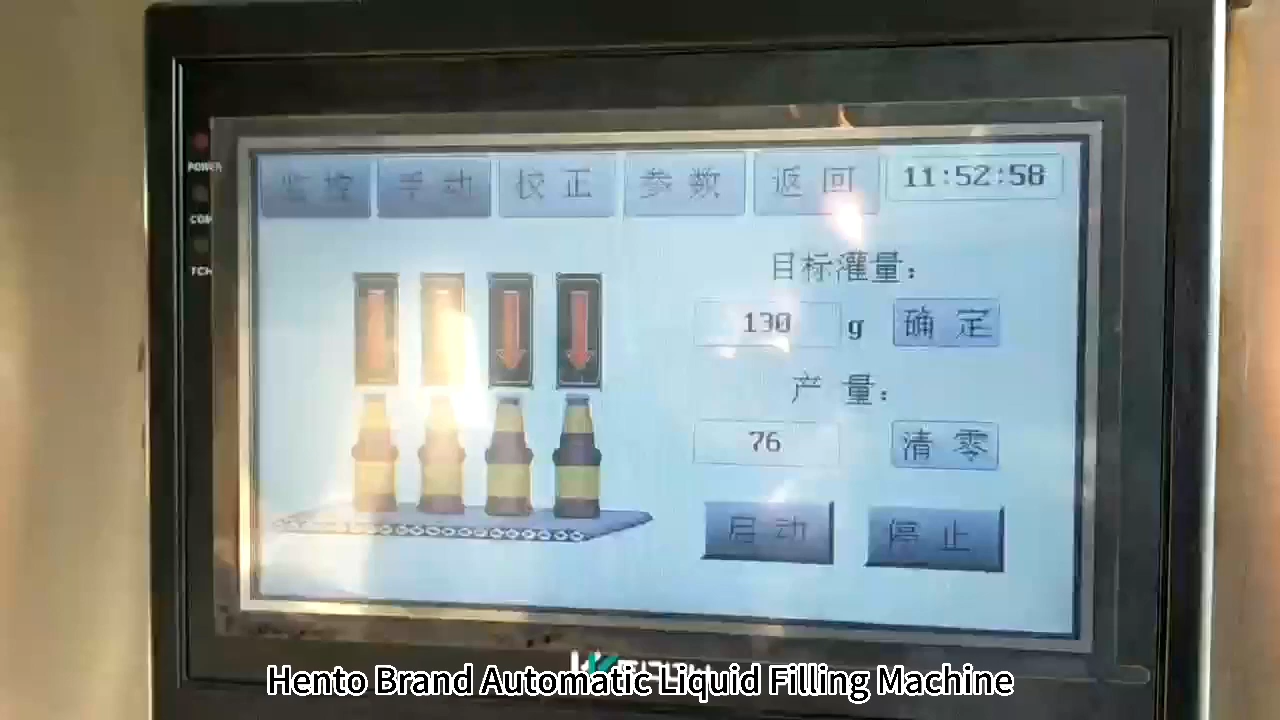 监控 手动 校正 参数 返回 11:52:58
POWER
COM
目标灌量：
130 g 确定
产量：
76 清零
启动 停止
Hento Brand Automatic Liquid Filling Machine